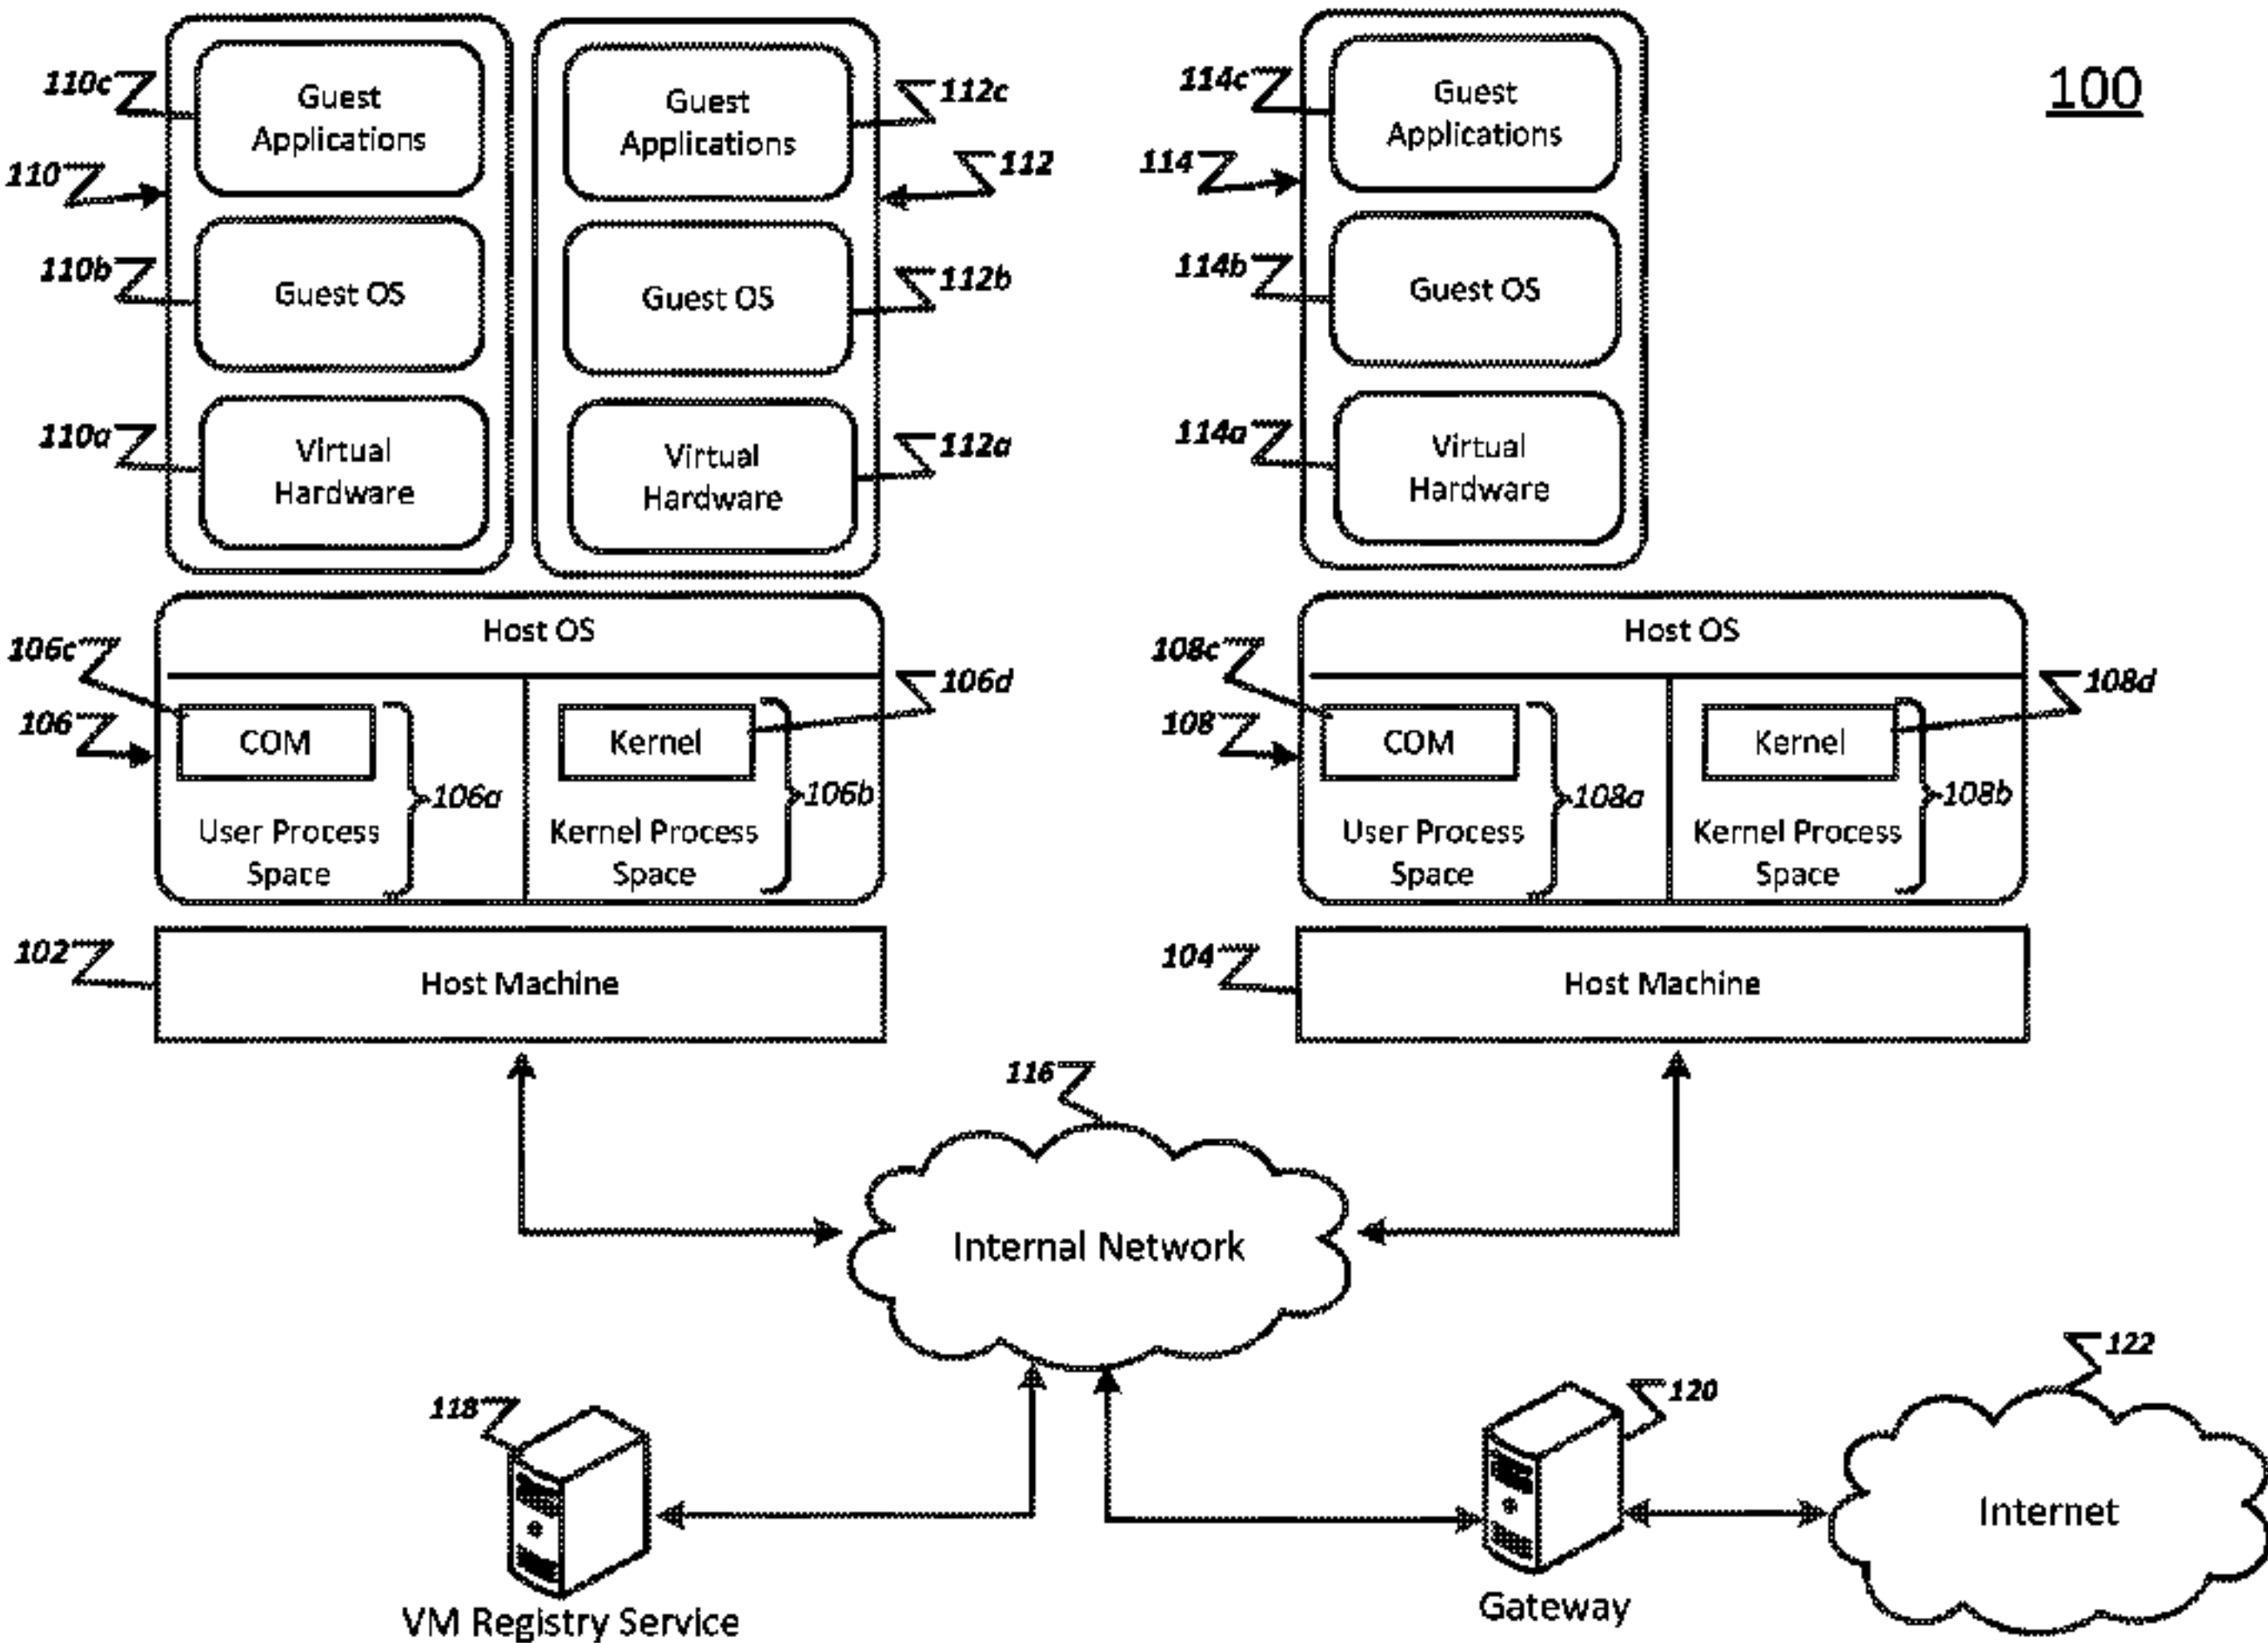 100
110c
Guest
Applications
110
110b
Guest OS
110a
Virtual
Hardware
Guest
Applications
112c
112
Guest OS
112b
Virtual
Hardware
112a
114c
Guest
Applications
114
114b
Guest OS
114a
Virtual
Hardware
Host OS
106c
106d
106
COM
Kernel
106a
106b
User Process
Space
Kernel Process
Space
Host OS
108c
108d
108
COM
Kernel
108a
108b
User Process
Space
Kernel Process
Space
102
Host Machine
104
Host Machine
116
Internal Network
118
VM Registry Service
120
Gateway
122
Internet